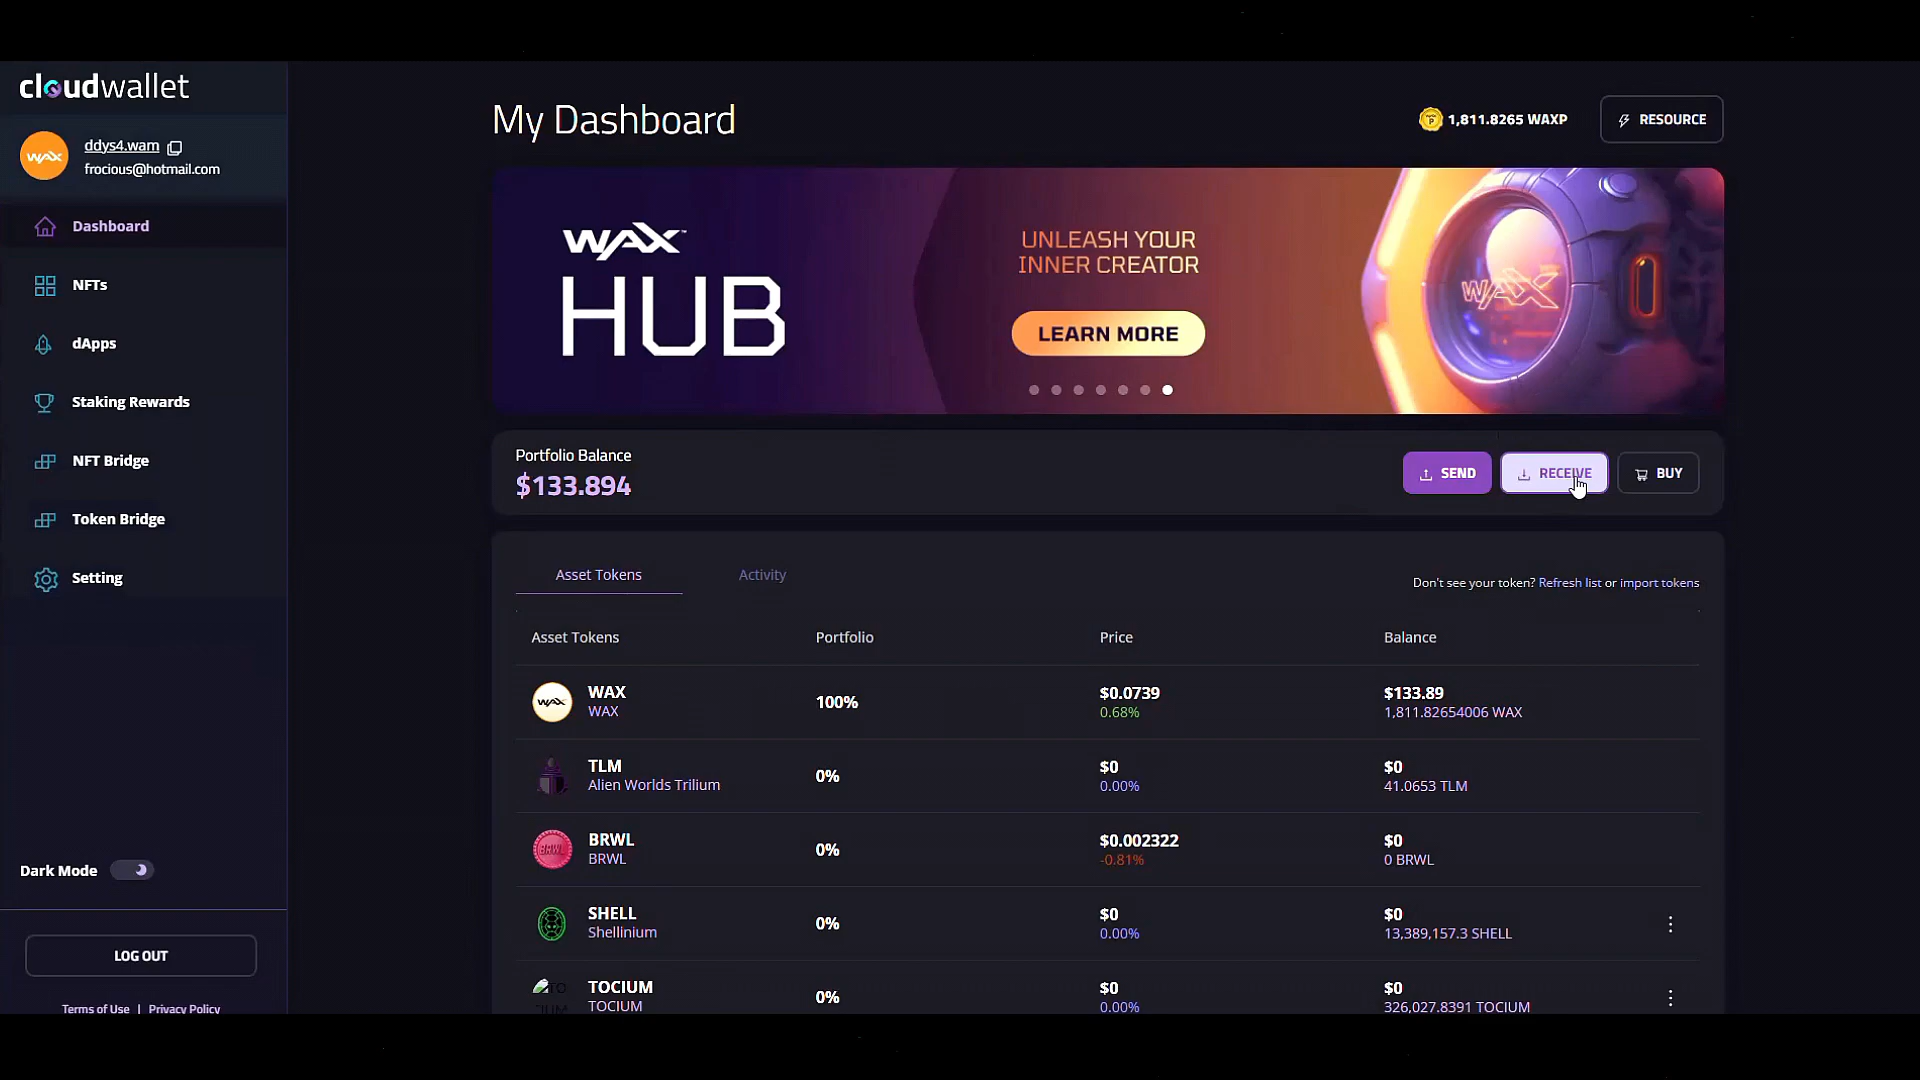 cloudwallet
ddys4.wam
frocious@hotmail.com
Dashboard
NFTs
dApps
Staking Rewards
NFT Bridge
Token Bridge
Setting
Dark Mode
LOG OUT
Terms of Use | Privacy Policy
My Dashboard
1,811.8265 WAXP
RESOURCE
WAX™
HUB
UNLEASH YOUR
INNER CREATOR
LEARN MORE
WAX
Portfolio Balance
$133.894
SEND
RECEIVE
BUY
Asset Tokens
Activity
Don't see your token? Refresh list or import tokens
Asset Tokens Portfolio Price Balance
WAX 100% $0.0739 $133.89
WAX 0.68% 1,811.82654006 WAX
TLM 0% $0 $0
Alien Worlds Trilium 0.00% 41.0653 TLM
BRWL 0% $0.002322 $0
BRWL -0.81% 0 BRWL
SHELL 0% $0 $0
Shellinium 0.00% 13,389,157.3 SHELL
TOCIUM 0% $0 $0
TOCIUM 0.00% 326,027.8391 TOCIUM